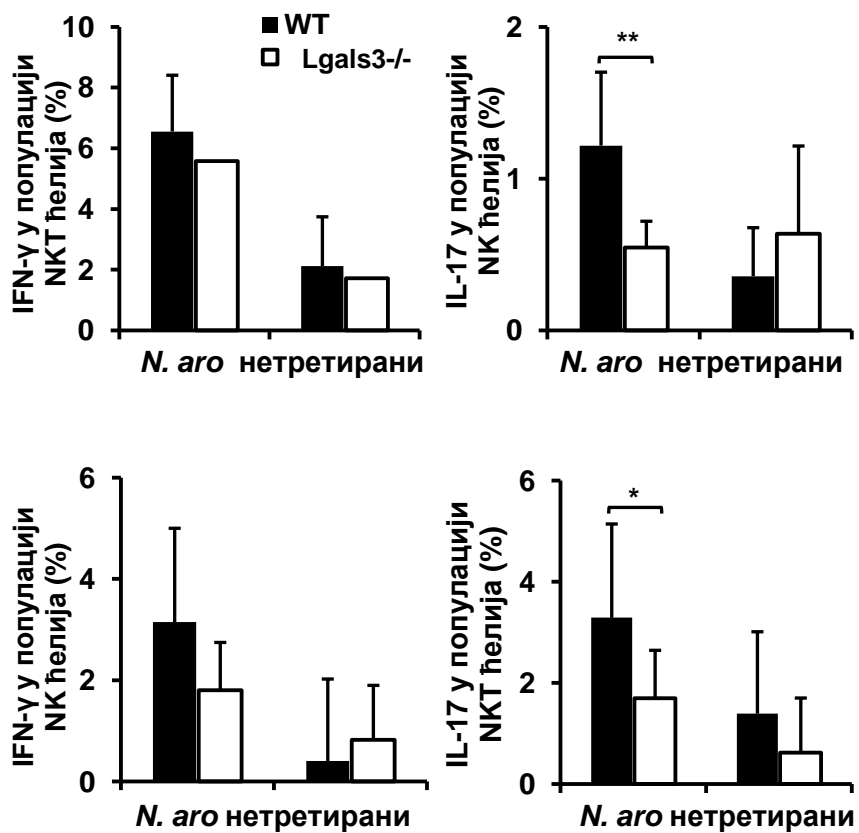 WT
Lgals3-/-
IFN-γ у популацији
NKT ћелија (%)
10
8
6
4
2
0
N. aro нетретирани
IL-17 у популацији
NK ћелија (%)
2
1
0
**
N. aro нетретирани
IFN-γ у популацији
NK ћелија (%)
6
4
2
0
N. aro нетретирани
IL-17 у популацији
NKT ћелија (%)
6
4
2
0
*
N. aro нетретирани